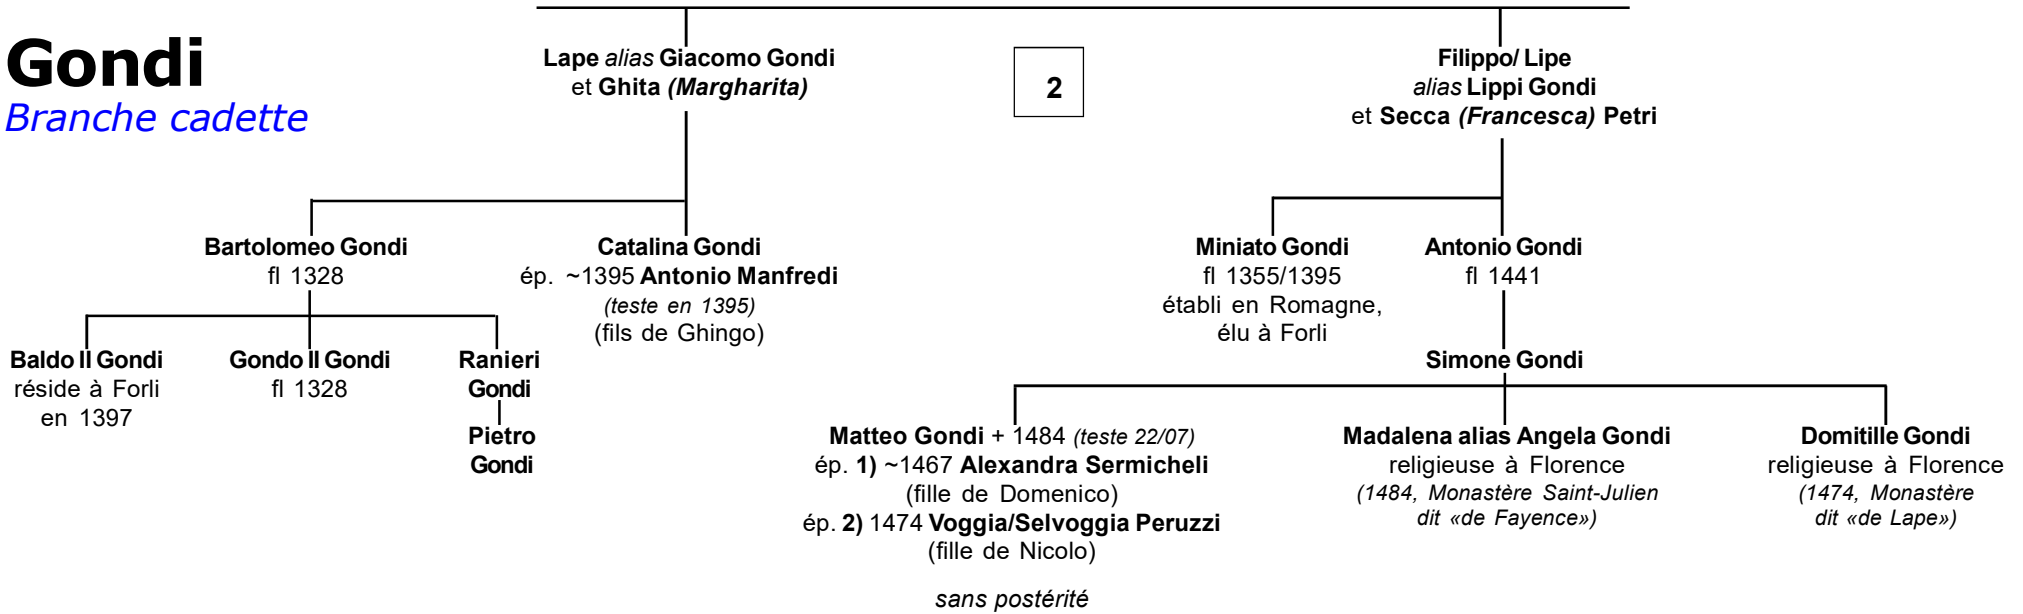 Gondi
Branche cadette
Lape alias Giacomo Gondi
et Ghita (Margharita)
2
Filippo/ Lipe
alias Lippi Gondi
et Secca (Francesca) Petri
Bartolomeo Gondi
fl 1328
Catalina Gondi
ép. ~1395 Antonio Manfredi
(teste en 1395)
(fils de Ghingo)
Miniato Gondi
fl 1355/1395
établi en Romagne,
élu à Forli
Antonio Gondi
fl 1441
Baldo II Gondi
réside à Forli
en 1397
Gondo II Gondi
fl 1328
Ranieri
Gondi
Pietro
Gondi
Simone Gondi
Matteo Gondi + 1484 (teste 22/07)
ép. 1) ~1467 Alexandra Sermicheli
(fille de Domenico)
ép. 2) 1474 Voggia/Selvoggia Peruzzi
(fille de Nicolo)
sans postérité
Madalena alias Angela Gondi
religieuse à Florence
(1484, Monastère Saint-Julien
dit «de Fayence»)
Domitille Gondi
religieuse à Florence
(1474, Monastère
dit «de Lape»)